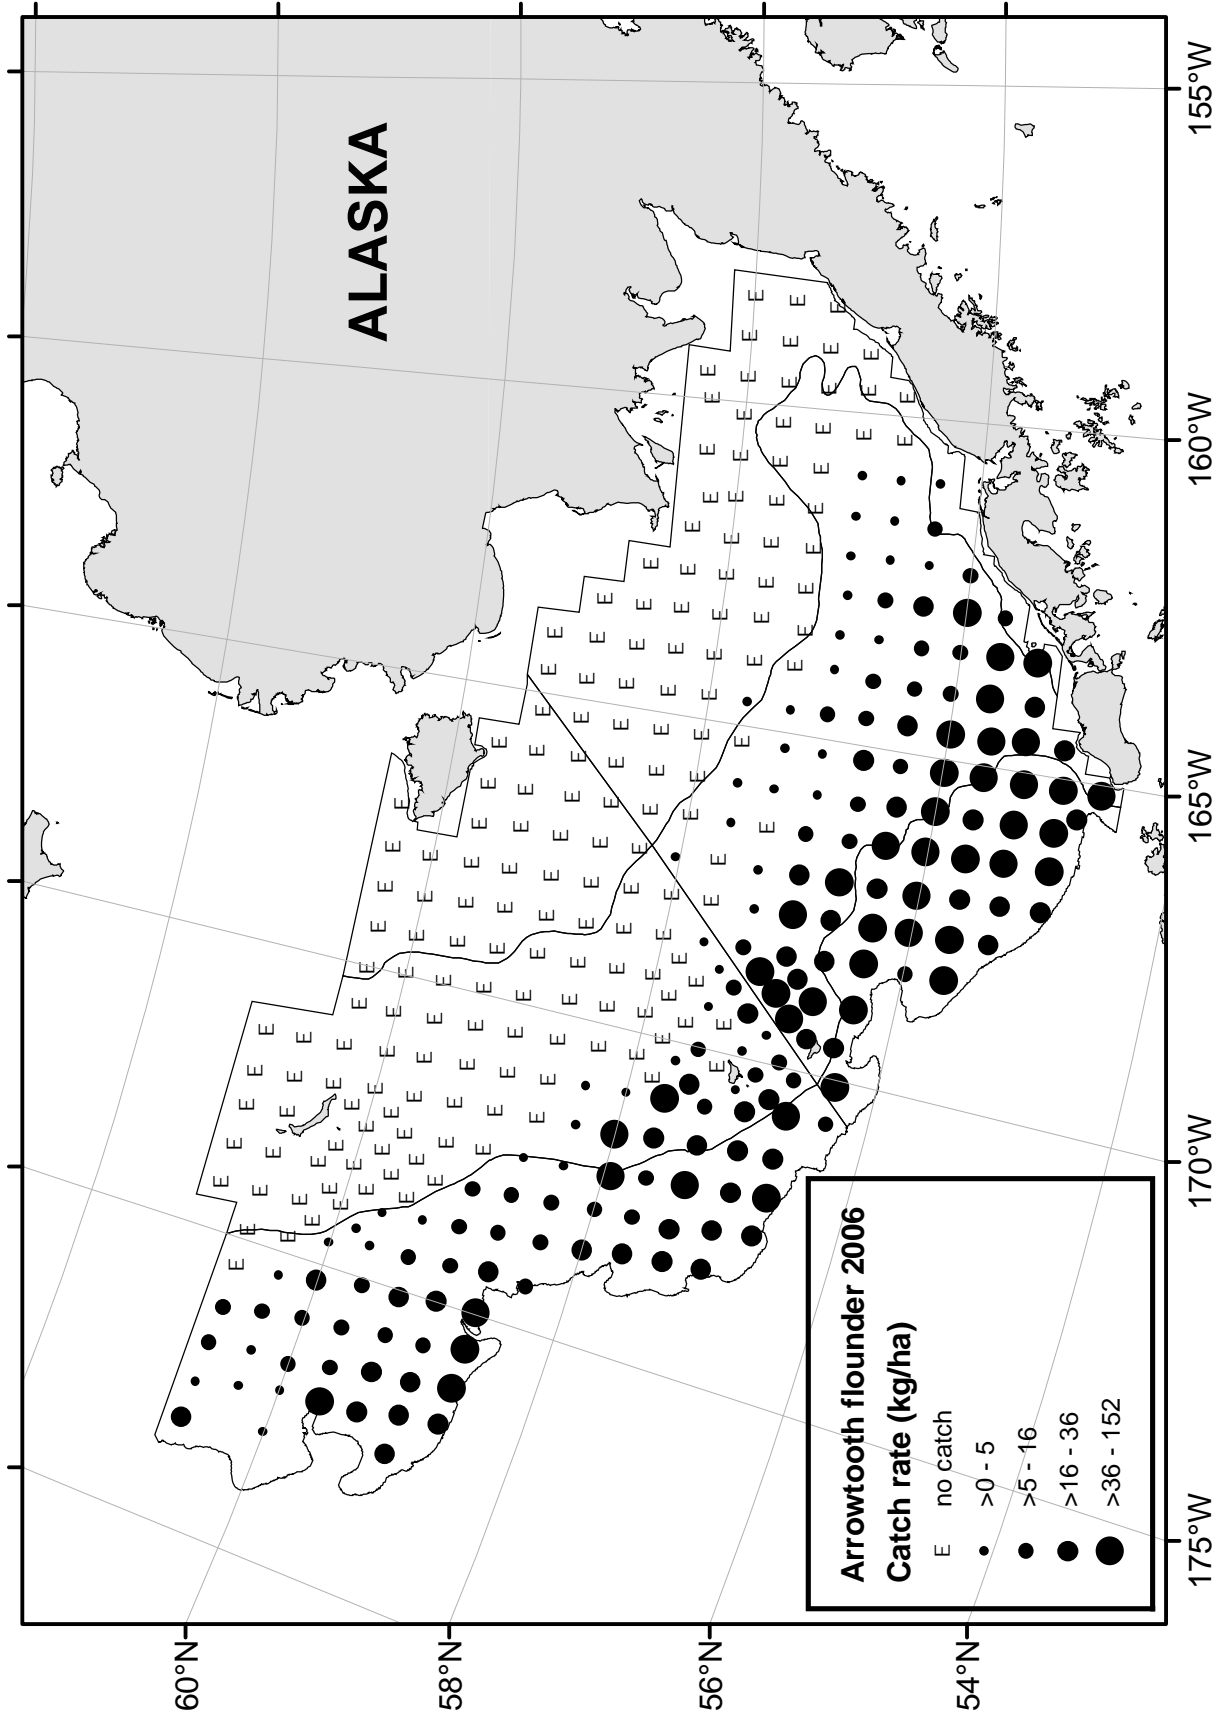 ALASKA
Arrowtooth flounder 2006
Catch rate (kg/ha)
E no catch
>0 - 5
>5 - 16
>16 - 36
>36 - 152
60°N
58°N
56°N
54°N
175°W
170°W
165°W
160°W
155°W